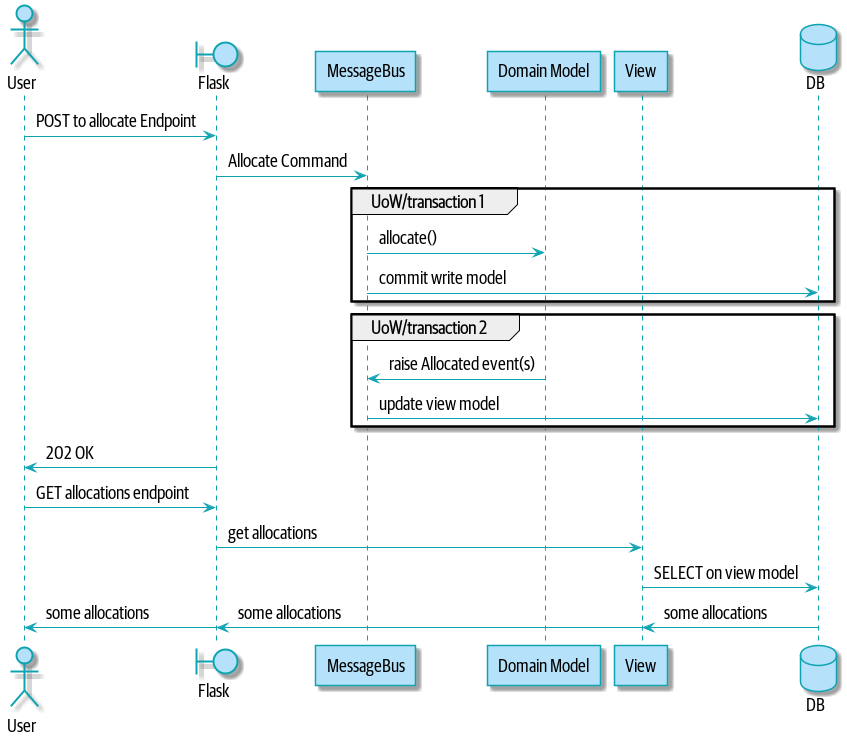 User
Flask
MessageBus
Domain Model
View
DB
POST to allocate Endpoint
Allocate Command
UoW/transaction 1
allocate()
commit write model
UoW/transaction 2
raise Allocated event(s)
update view model
202 OK
GET allocations endpoint
get allocations
SELECT on view model
some allocations
some allocations
some allocations
User
Flask
MessageBus
Domain Model
View
DB